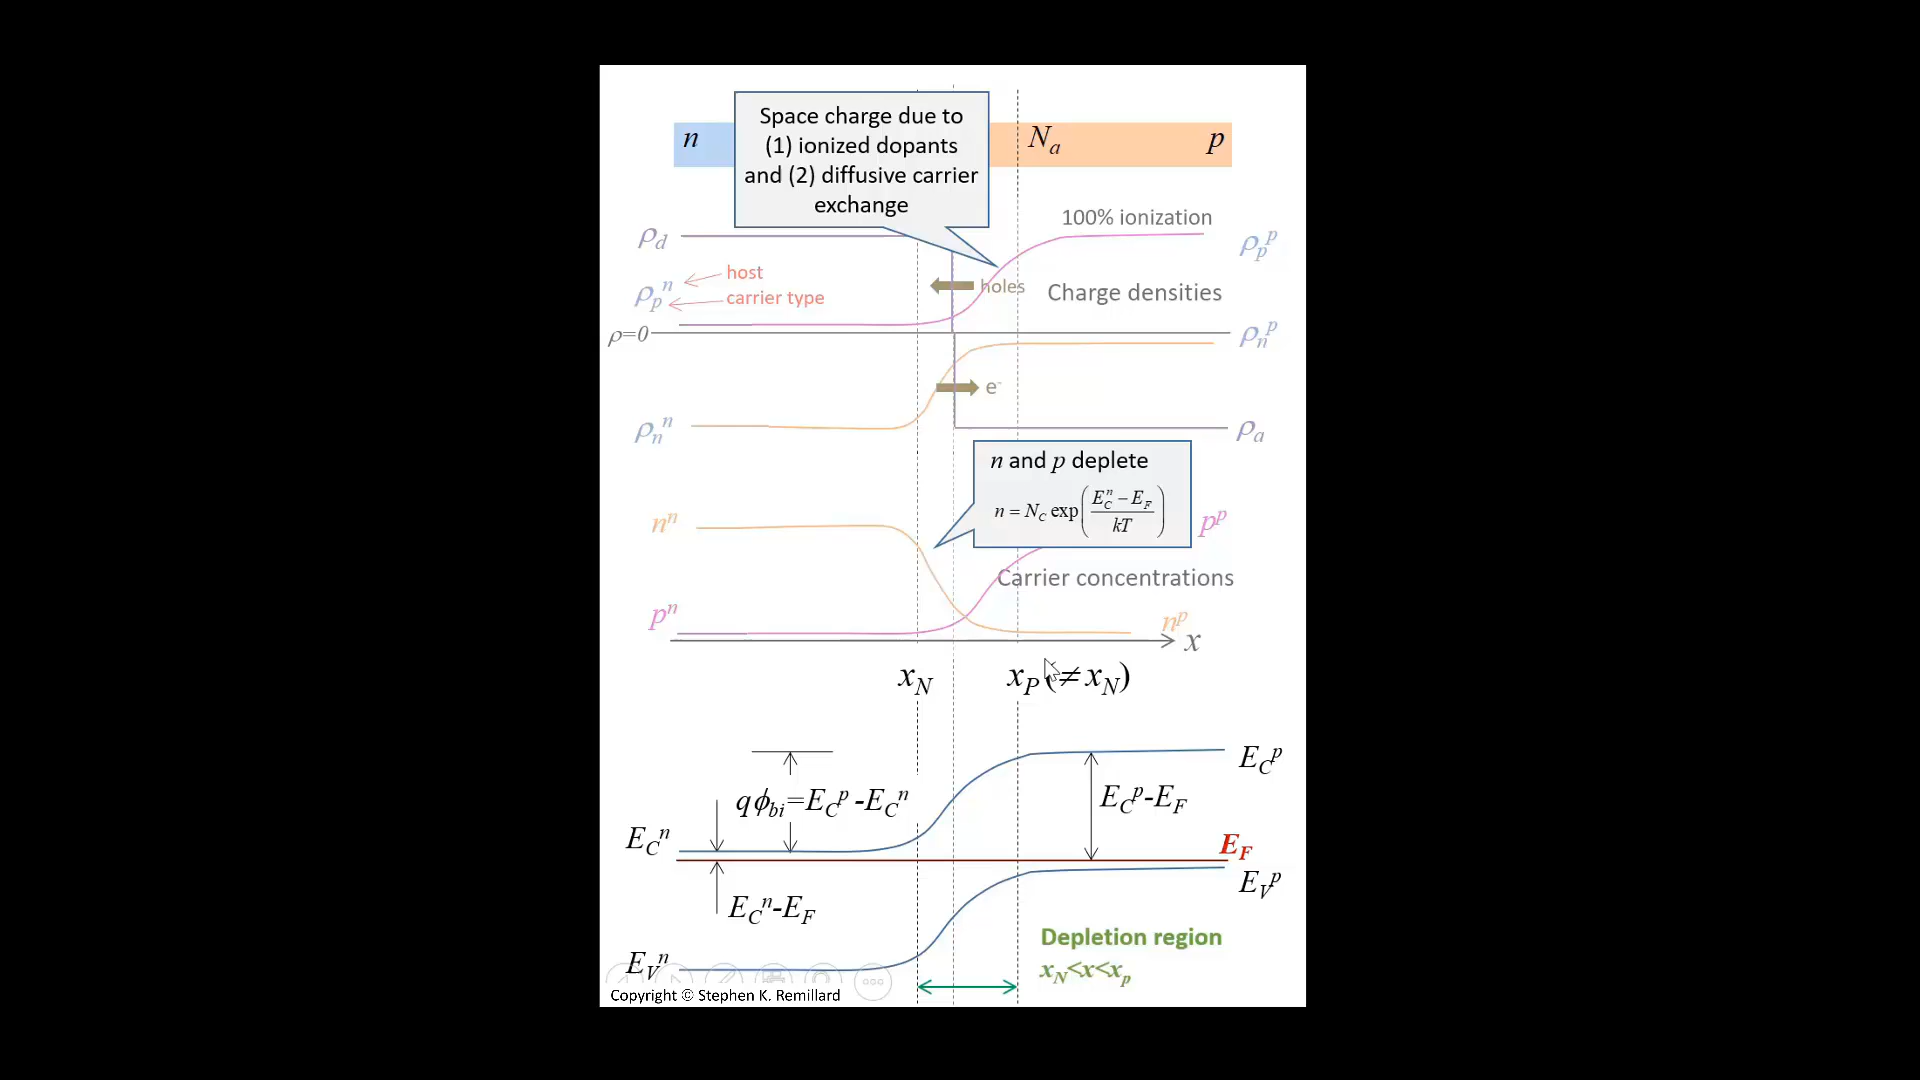 Space charge due to
(1) ionized dopants
and (2) diffusive carrier
exchange
n
Nₐ
p
100% ionization
ρ_d
ρ_p^p
host
ρ_p^n
carrier type
holes
Charge densities
ρ=0
ρ_n^p
e⁻
ρ_n^n
ρ_a
n and p deplete
n = N_C exp((E_C^n − E_F)/kT)
n^n
p^p
Carrier concentrations
p^n
n^p
x
x_N
x_P (≠ x_N)
E_C^p
qϕ_bi=E_C^p -E_C^n
E_C^p-E_F
E_C^n
E_F
E_V^p
E_C^n-E_F
Depletion region
x_N<x<x_p
E_V^n
Copyright © Stephen K. Remillard